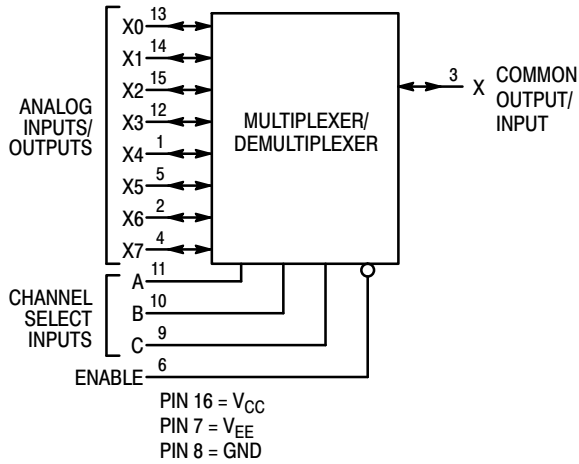 X0 13
X1 14
X2 15
X3 12
X4 1
X5 5
X6 2
X7 4
ANALOG
INPUTS/
OUTPUTS
MULTIPLEXER/
DEMULTIPLEXER
3 X COMMON
OUTPUT/
INPUT
A 11
B 10
C 9
CHANNEL
SELECT
INPUTS
ENABLE 6
PIN 16 = VCC
PIN 7 = VEE
PIN 8 = GND